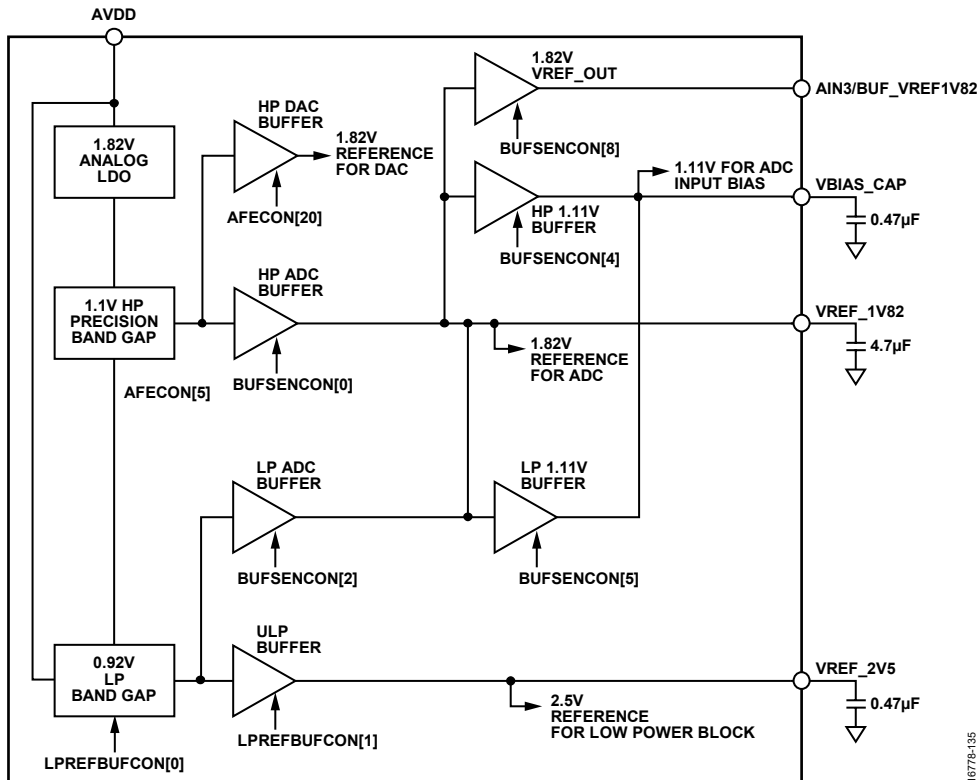 AVDD
1.82V
ANALOG
LDO
HP DAC
BUFFER
1.82V
REFERENCE
FOR DAC
AFECON[20]
1.82V
VREF_OUT
BUFSENCON[8]
AIN3/BUF_VREF1V82
1.11V FOR ADC
INPUT BIAS
VBIAS_CAP
0.47µF
HP 1.11V
BUFFER
BUFSENCON[4]
1.1V HP
PRECISION
BAND GAP
AFECON[5]
HP ADC
BUFFER
BUFSENCON[0]
1.82V
REFERENCE
FOR ADC
VREF_1V82
4.7µF
LP ADC
BUFFER
BUFSENCON[2]
LP 1.11V
BUFFER
BUFSENCON[5]
0.92V
LP
BAND GAP
LPREFBUFCON[0]
ULP
BUFFER
LPREFBUFCON[1]
2.5V
REFERENCE
FOR LOW POWER BLOCK
VREF_2V5
0.47µF
16778-135